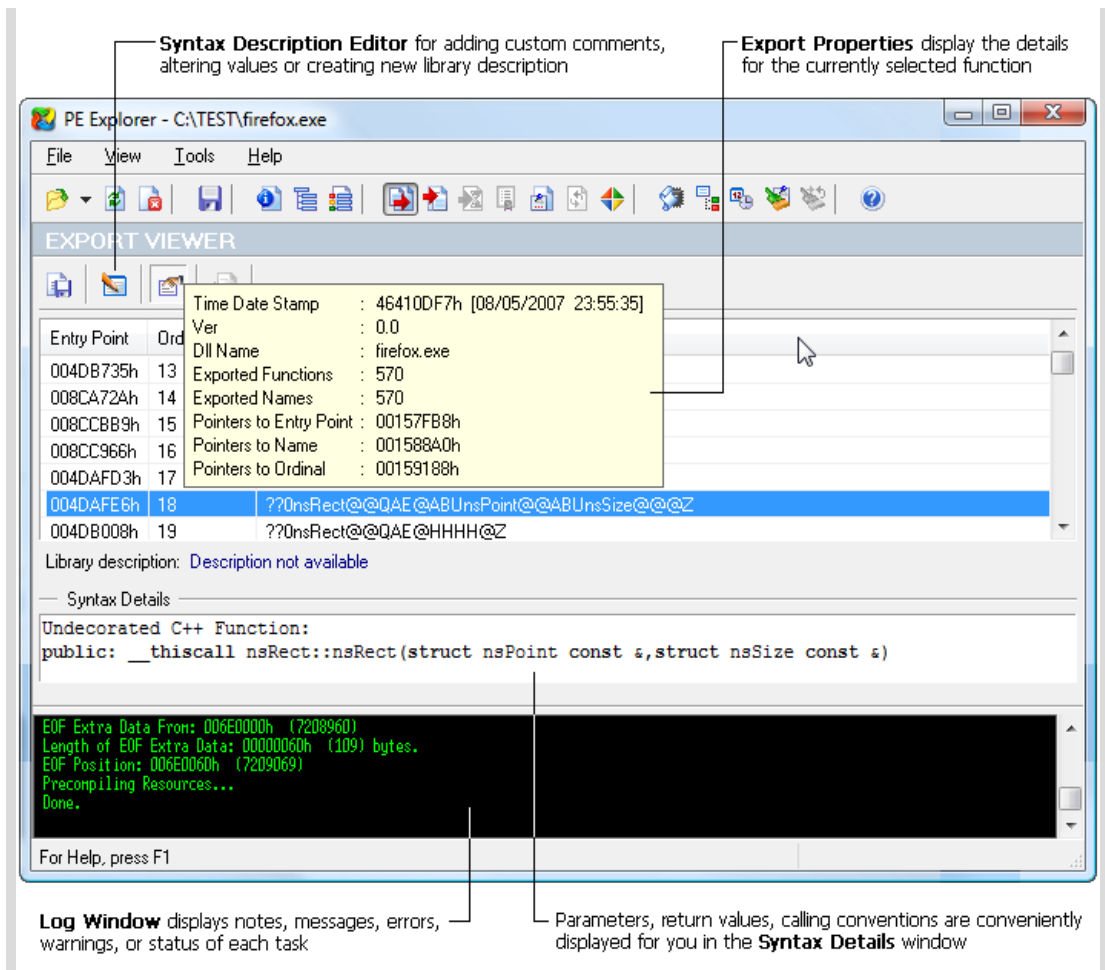 Syntax Description Editor for adding custom comments,
altering values or creating new library description
Export Properties display the details
for the currently selected function
PE Explorer - C:\TEST\firefox.exe
File View Tools Help
EXPORT VIEWER
Time Date Stamp : 46410DF7h [08/05/2007 23:55:35]
Ver : 0.0
Dll Name : firefox.exe
Exported Functions : 570
Exported Names : 570
Pointers to Entry Point : 00157FB8h
Pointers to Name : 001588A0h
Pointers to Ordinal : 00159188h
Entry Point Ord
004DB735h 13
008CA72Ah 14
008CCBB9h 15
008CC966h 16
004DAFD3h 17
004DAFE6h 18 ??0nsRect@@QAE@ABUnsPoint@@ABUnsSize@@@Z
004DB008h 19 ??0nsRect@@QAE@HHHH@Z
Library description: Description not available
Syntax Details
Undecorated C++ Function:
public: __thiscall nsRect::nsRect(struct nsPoint const &,struct nsSize const &)
EOF Extra Data From: 006E0000h (7208960)
Length of EOF Extra Data: 0000006Dh (109) bytes.
EOF Position: 006E006Dh (7209069)
Precompiling Resources...
Done.
For Help, press F1
Log Window displays notes, messages, errors,
warnings, or status of each task
Parameters, return values, calling conventions are conveniently
displayed for you in the Syntax Details window